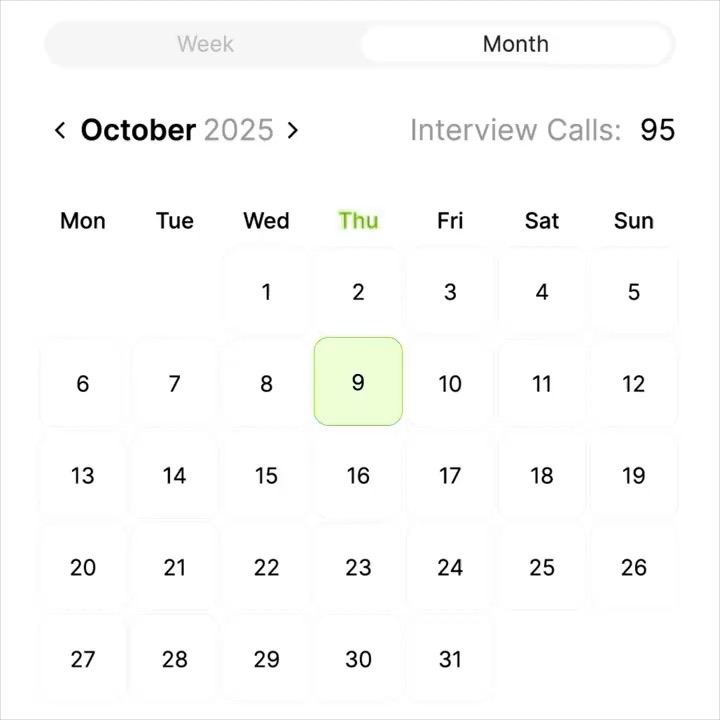 Week Month
October 2025 Interview Calls: 95
Mon Tue Wed Thu Fri Sat Sun
1 2 3 4 5
6 7 8 9 10 11 12
13 14 15 16 17 18 19
20 21 22 23 24 25 26
27 28 29 30 31